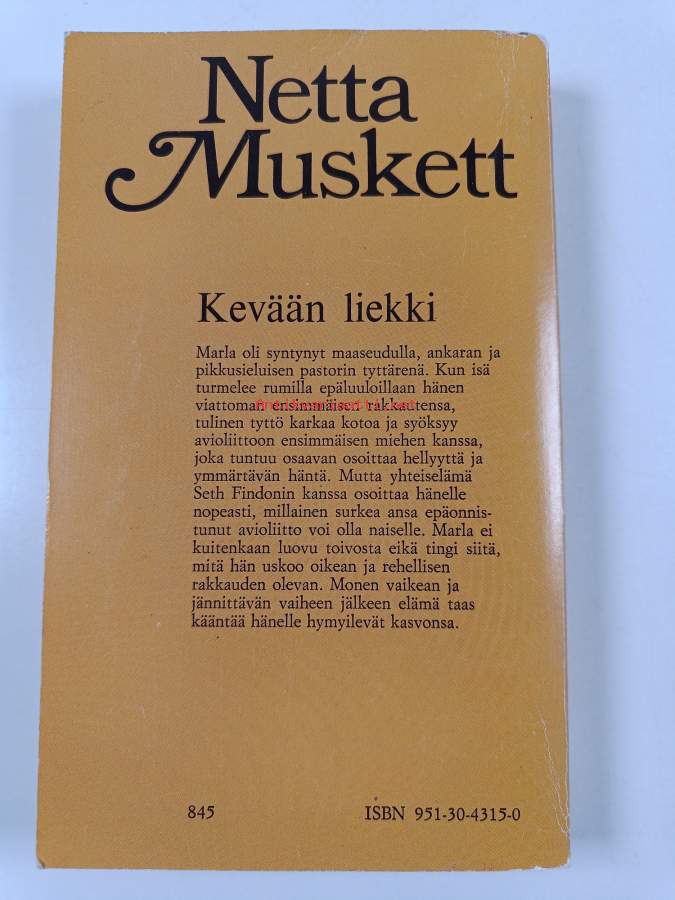 Netta
Muskett
Kevään liekki
Marla oli syntynyt maaseudulla, ankaran ja
pikkusieluisen pastorin tyttärenä. Kun isä
turmelee rumilla epäluuloillaan hänen
viattoman ensimmäisen rakkautensa,
tulinen tyttö karkaa kotoa ja syöksyy
avioliittoon ensimmäisen miehen kanssa,
joka tuntuu osaavan osoittaa hellyyttä ja
ymmärtävän häntä. Mutta yhteiselämä
Seth Findonin kanssa osoittaa hänelle
nopeasti, millainen surkea ansa epäonnis-
tunut avioliitto voi olla naiselle. Marla ei
kuitenkaan luovu toivosta eikä tingi siitä,
mitä hän uskoo oikean ja rehellisen
rakkauden olevan. Monen vaikean ja
jännittävän vaiheen jälkeen elämä taas
kääntää hänelle hymyilevät kasvonsa.
845
ISBN 951-30-4315-0